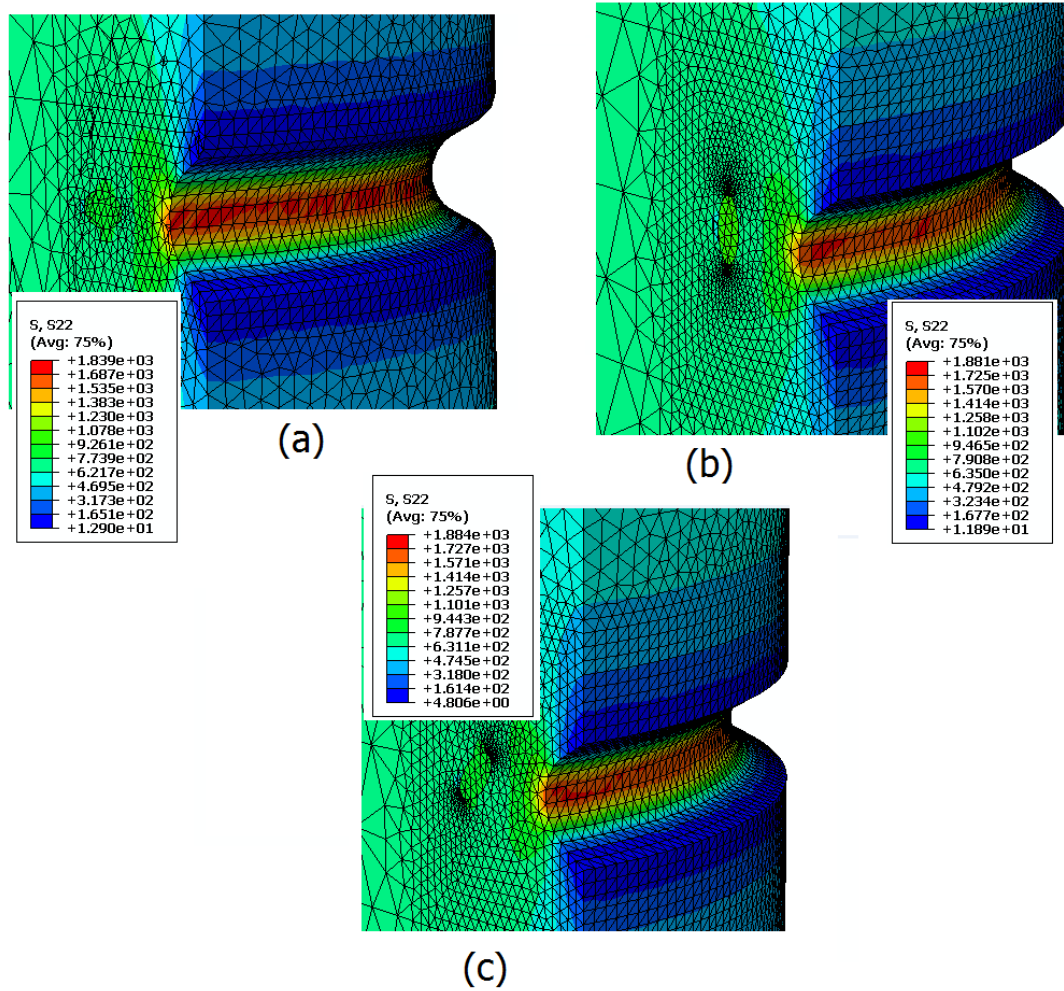 S, S22
(Avg: 75%)
+1.839e+03
+1.687e+03
+1.535e+03
+1.383e+03
+1.230e+03
+1.078e+03
+9.261e+02
+7.739e+02
+6.217e+02
+4.695e+02
+3.173e+02
+1.651e+02
+1.290e+01
(a)
S, S22
(Avg: 75%)
+1.881e+03
+1.725e+03
+1.570e+03
+1.414e+03
+1.258e+03
+1.102e+03
+9.465e+02
+7.908e+02
+6.350e+02
+4.792e+02
+3.234e+02
+1.677e+02
+1.189e+01
(b)
S, S22
(Avg: 75%)
+1.884e+03
+1.727e+03
+1.571e+03
+1.414e+03
+1.257e+03
+1.101e+03
+9.443e+02
+7.877e+02
+6.311e+02
+4.745e+02
+3.180e+02
+1.614e+02
+4.806e+00
(c)